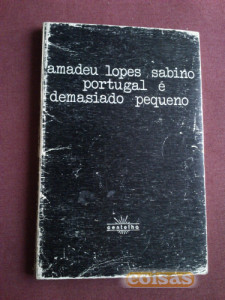 amadeu lopes sabino
portugal é
demasiado pequeno
centelha
coisas